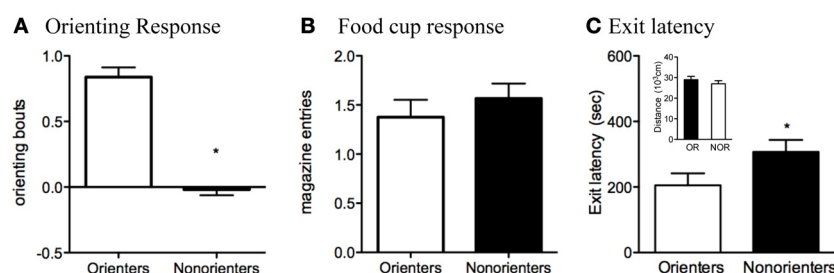 A Orienting Response
orienting bouts
1.0
0.5
0.0
-0.5
*
Orienters Nonorienters
B Food cup response
magazine entries
2.0
1.5
1.0
0.5
0.0
Orienters Nonorienters
C Exit latency
Exit latency (sec)
600
400
200
0
Distance (10³cm)
40
30
20
10
0
OR NOR
*
Orienters Nonorienters